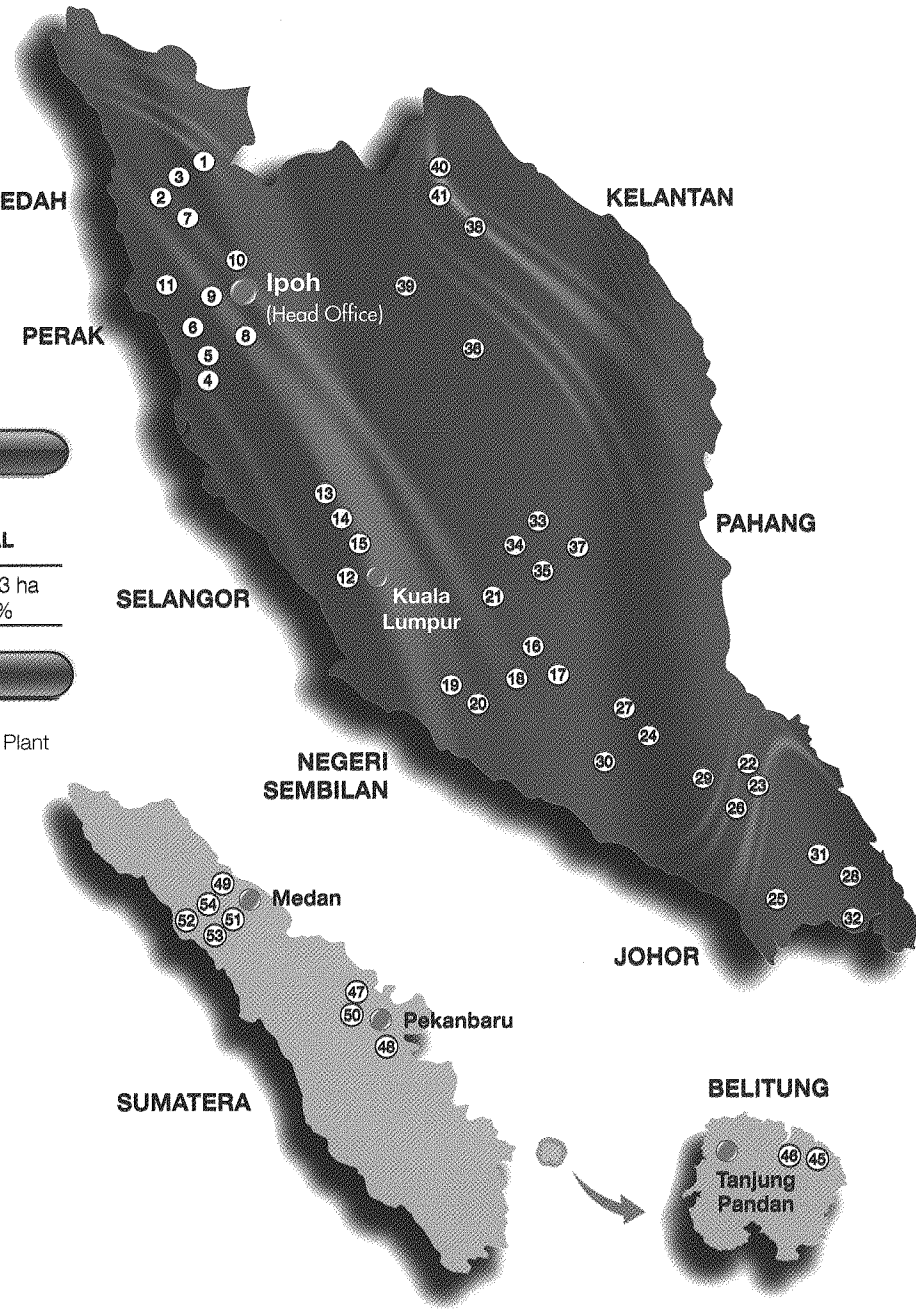 1
40
3
EDAH
2
41
KELANTAN
7
38
10
11
9
Ipoh
(Head Office)
39
6
8
PERAK
5
36
4
13
14
33
PAHANG
AL
15
34
37
3 ha
%
12
35
SELANGOR
21
Kuala
Lumpur
16
19
18
17
20
27
Plant
24
NEGERI
SEMBILAN
30
29
22
23
26
31
49
28
54
Medan
25
52
51
32
53
JOHOR
47
50
Pekanbaru
48
SUMATERA
BELITUNG
46
45
Tanjung
Pandan